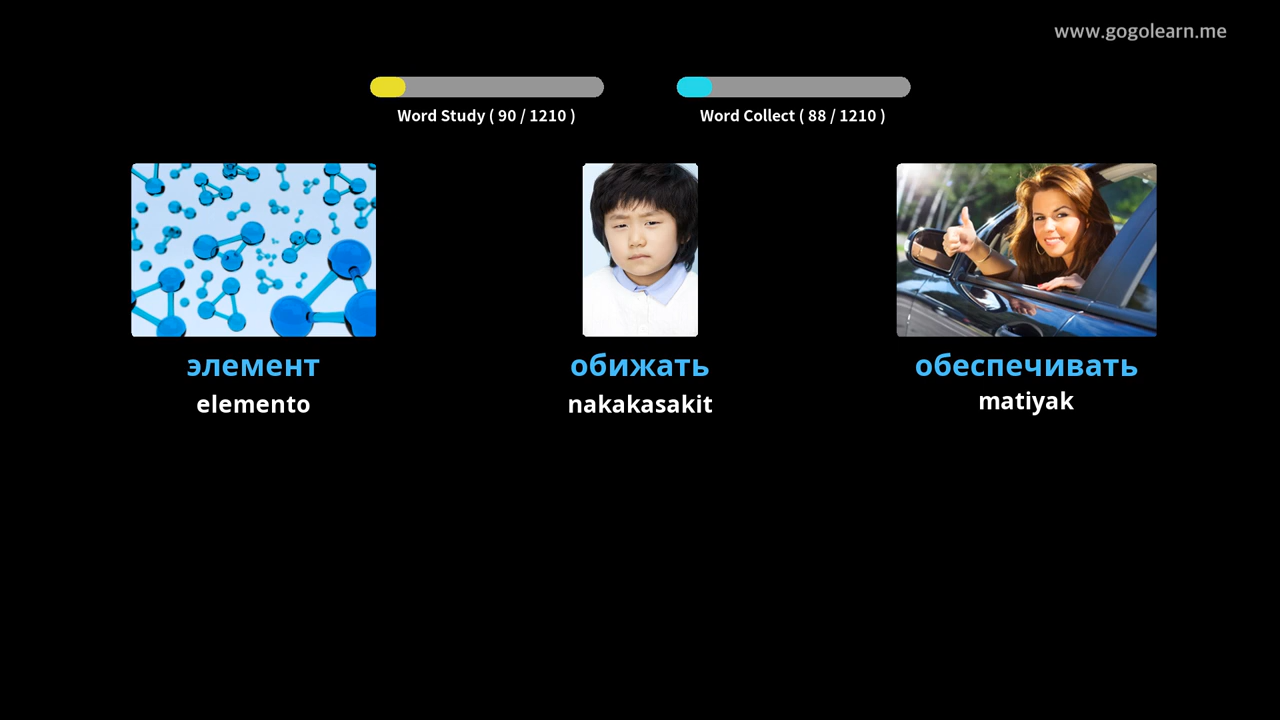 www.gogolearn.me
Word Study ( 90 / 1210 )
Word Collect ( 88 / 1210 )
элемент
обижать
обеспечивать
elemento
nakakasakit
matiyak